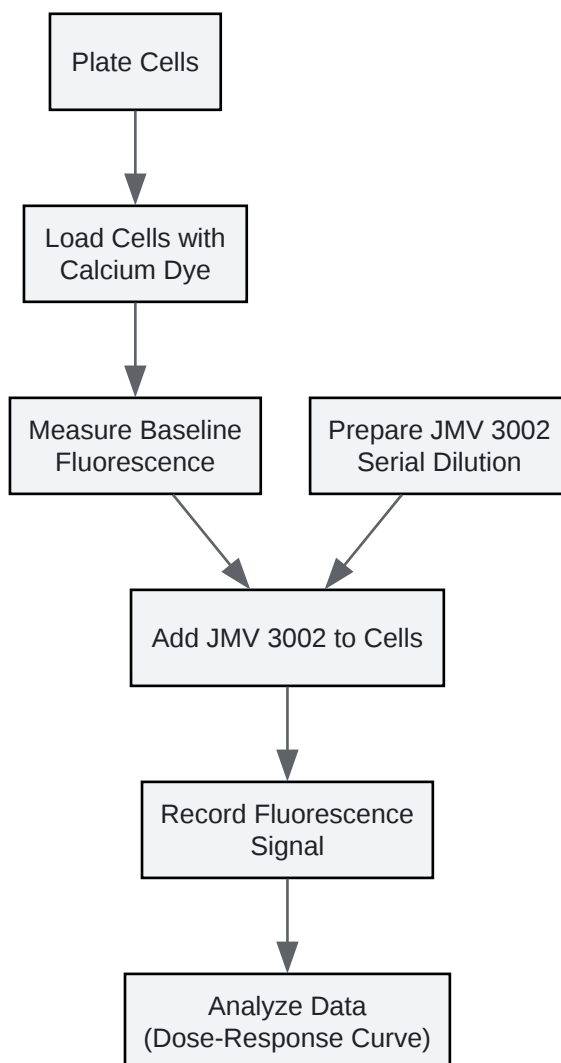 Plate Cells
Load Cells with
Calcium Dye
Measure Baseline
Fluorescence
Prepare JMV 3002
Serial Dilution
Add JMV 3002 to Cells
Record Fluorescence
Signal
Analyze Data
(Dose-Response Curve)